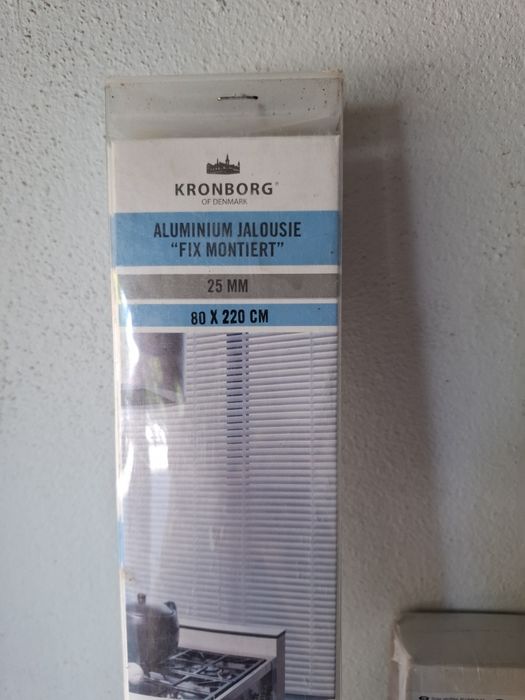 KRONBORG®
OF DENMARK
ALUMINIUM JALOUSIE
"FIX MONTIERT"
25 MM
80 X 220 CM